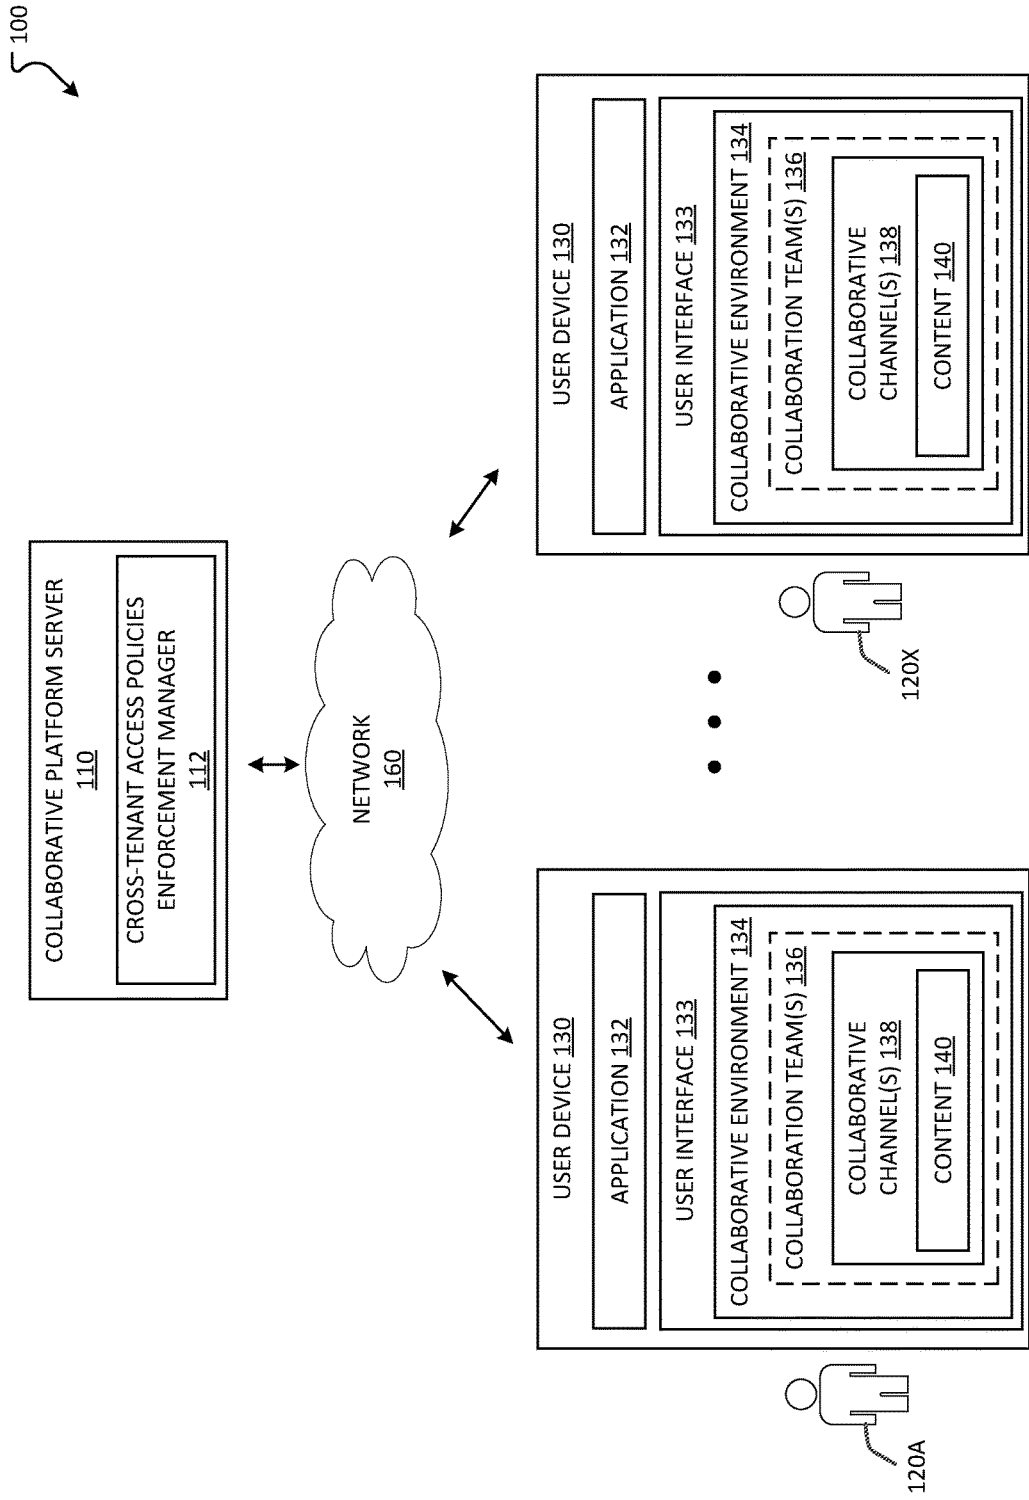 100
COLLABORATIVE PLATFORM SERVER
110
CROSS-TENANT ACCESS POLICIES
ENFORCEMENT MANAGER
112
NETWORK
160
USER DEVICE 130
APPLICATION 132
USER INTERFACE 133
COLLABORATIVE ENVIRONMENT 134
COLLABORATION TEAM(S) 136
COLLABORATIVE
CHANNEL(S) 138
CONTENT 140
120A
USER DEVICE 130
APPLICATION 132
USER INTERFACE 133
COLLABORATIVE ENVIRONMENT 134
COLLABORATION TEAM(S) 136
COLLABORATIVE
CHANNEL(S) 138
CONTENT 140
120X